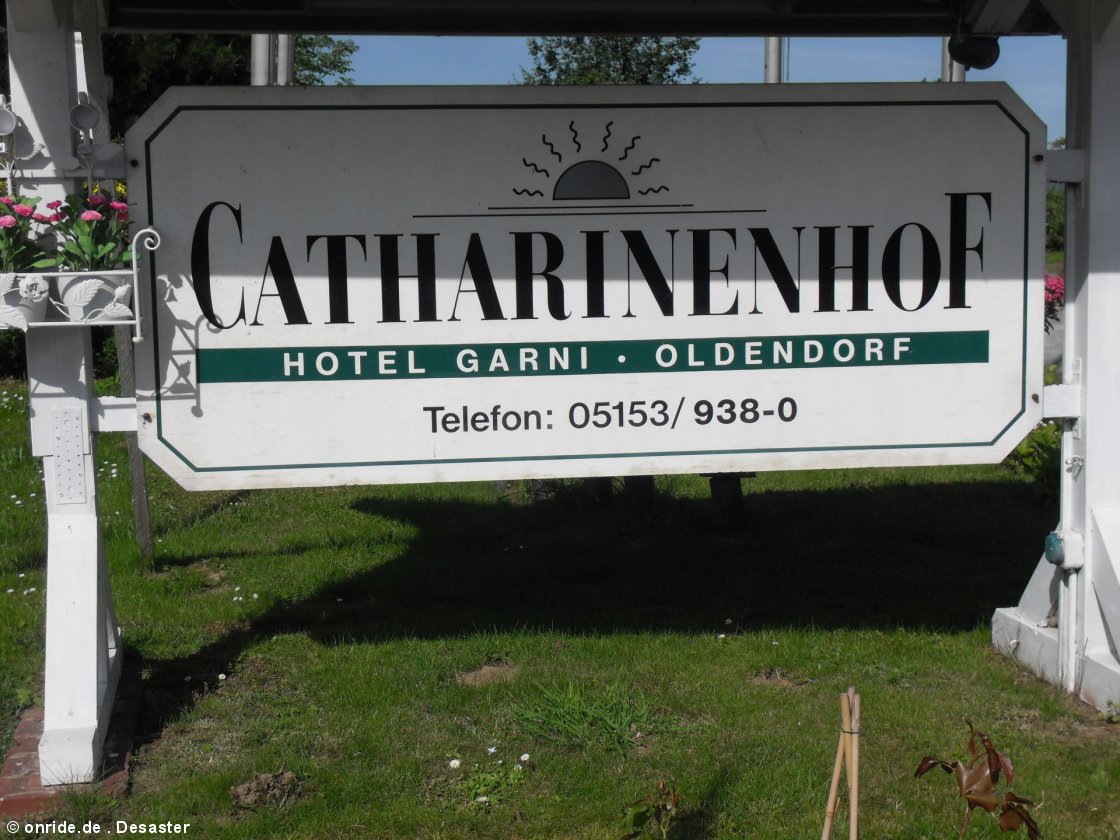 CATHARINENHOF
HOTEL GARNI · OLDENDORF
Telefon: 05153/ 938-0
© onride.de . Desaster